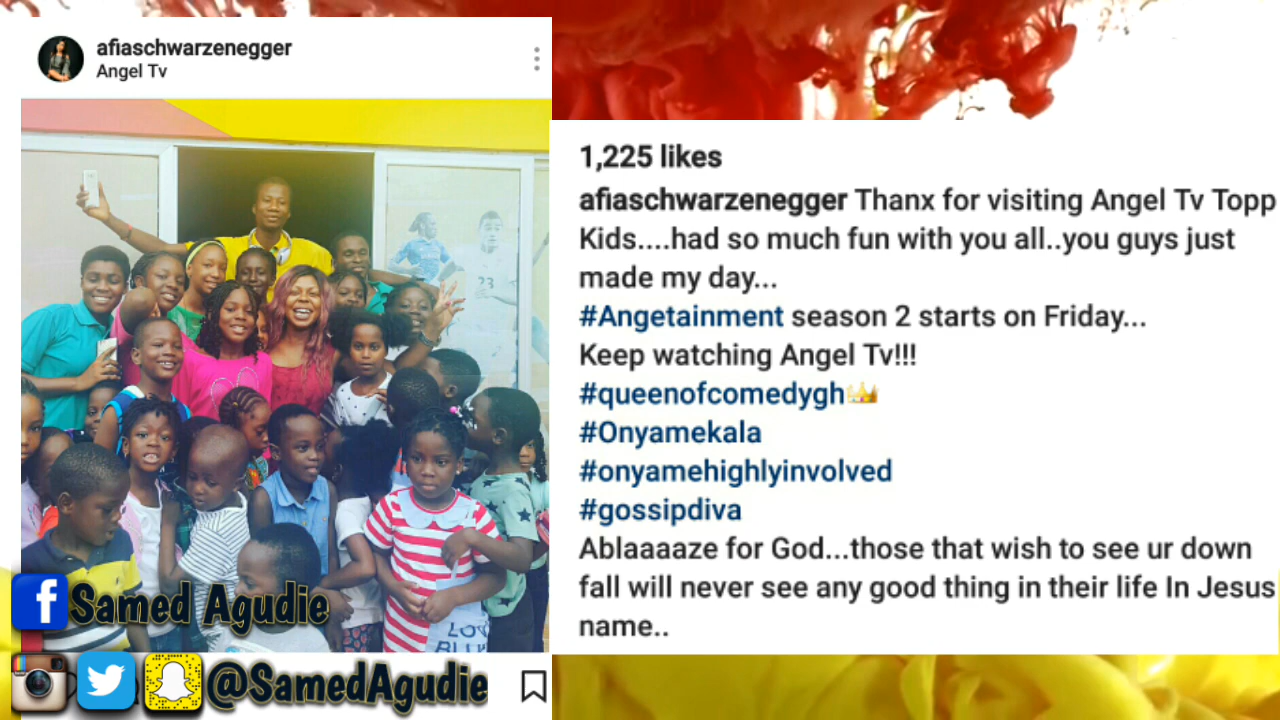 afiaschwarzenegger
Angel Tv
23
LOV
Samed Agudie
@SamedAgudie
1,225 likes
afiaschwarzenegger Thanx for visiting Angel Tv Topp
Kids....had so much fun with you all..you guys just
made my day...
#Angetainment season 2 starts on Friday...
Keep watching Angel Tv!!!
#queenofcomedygh👑
#Onyamekala
#onyamehighlyinvolved
#gossipdiva
Ablaaaaze for God...those that wish to see ur down
fall will never see any good thing in their life In Jesus
name..